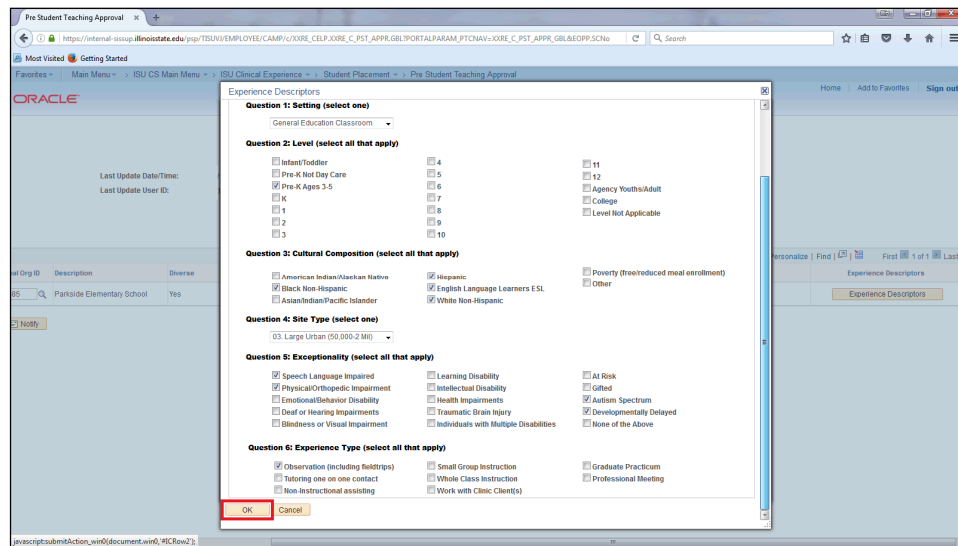 Pre Student Teaching Approval
https://internal-sissup.illinoisstate.edu/psp/TISUVJ/EMPLOYEE/CAMP/c/XXRE_CELP.XXRE_C_PST_APPR.GBL?PORTALPARAM_PTCNAV=XXRE_C_PST_APPR_GBL&EOPP.SCNo
Search
Most Visited Getting Started
Favorites Main Menu > ISU CS Main Menu > ISU Clinical Experience > Student Placement > Pre Student Teaching Approval
ORACLE
Home Add to Favorites Sign out
Experience Descriptors
Question 1: Setting (select one)
General Education Classroom
Question 2: Level (select all that apply)
Infant/Toddler 4 11
Pre-K Not Day Care 5 12
Pre-K Ages 3-5 6 Agency Youths/Adult
K 7 College
1 8 Level Not Applicable
2 9
3 10
Last Update Date/Time:
Last Update User ID:
Question 3: Cultural Composition (select all that apply)
American Indian/Alaskan Native Hispanic Poverty (free/reduced meal enrollment)
Black Non-Hispanic English Language Learners ESL Other
Asian/Indian/Pacific Islander White Non-Hispanic
Personalize | Find | First 1 of 1 Last
al Org ID Description Diverse Experience Descriptors
85 Parkside Elementary School Yes Experience Descriptors
Notify
Question 4: Site Type (select one)
03. Large Urban (50,000-2 Mil)
Question 5: Exceptionality (select all that apply)
Speech Language Impaired Learning Disability At Risk
Physical/Orthopedic Impairment Intellectual Disability Gifted
Emotional/Behavior Disability Health Impairments Autism Spectrum
Deaf or Hearing Impairments Traumatic Brain Injury Developmentally Delayed
Blindness or Visual Impairment Individuals with Multiple Disabilities None of the Above
Question 6: Experience Type (select all that apply)
Observation (including fieldtrips) Small Group Instruction Graduate Practicum
Tutoring one on one contact Whole Class Instruction Professional Meeting
Non-Instructional assisting Work with Clinic Client(s)
OK Cancel
javascript:submitAction_win0(document.win0,'#ICRow2');